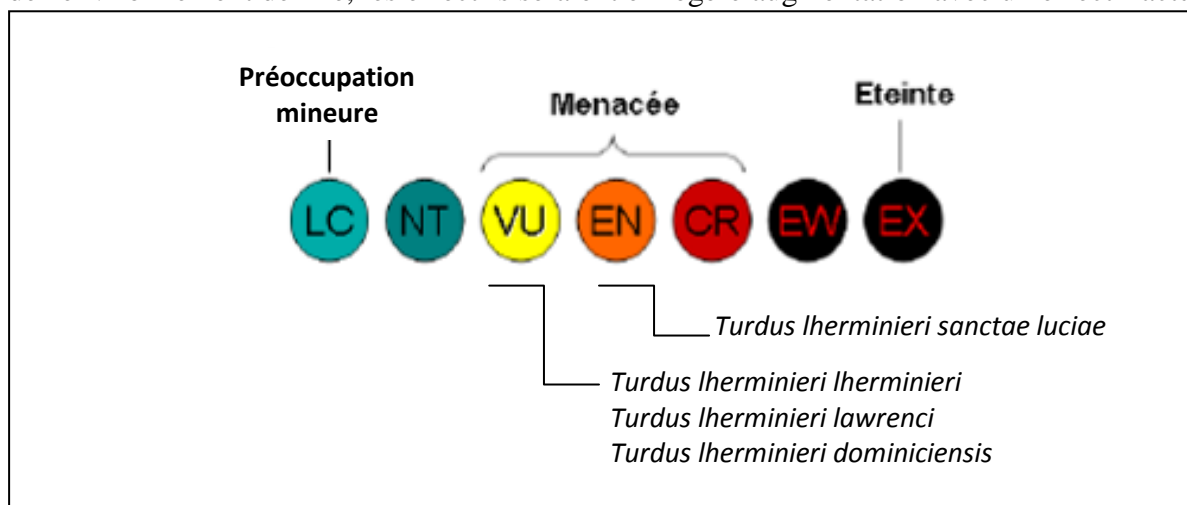 Préoccupation
mineure
Menacée
Eteinte
LC NT VU EN CR EW EX
Turdus lherminieri sanctae luciae
Turdus lherminieri lherminieri
Turdus lherminieri lawrenci
Turdus lherminieri dominiciensis